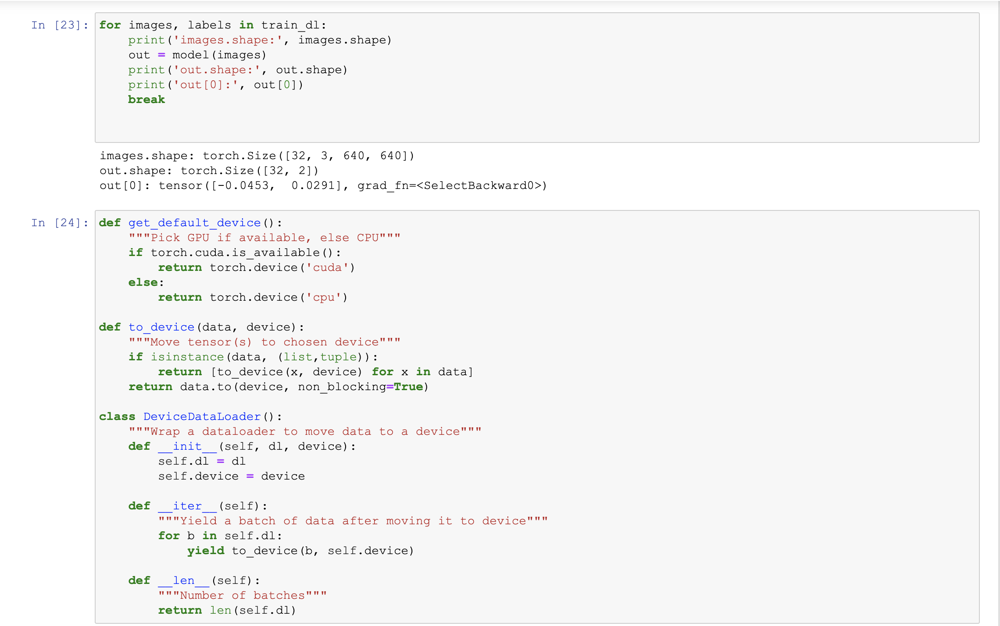 In [23]: for images, labels in train_dl:
    print('images.shape:', images.shape)
    out = model(images)
    print('out.shape:', out.shape)
    print('out[0]:', out[0])
    break
images.shape: torch.Size([32, 3, 640, 640])
out.shape: torch.Size([32, 2])
out[0]: tensor([-0.0453,  0.0291], grad_fn=<SelectBackward0>)
In [24]: def get_default_device():
    """Pick GPU if available, else CPU"""
    if torch.cuda.is_available():
        return torch.device('cuda')
    else:
        return torch.device('cpu')
def to_device(data, device):
    """Move tensor(s) to chosen device"""
    if isinstance(data, (list,tuple)):
        return [to_device(x, device) for x in data]
    return data.to(device, non_blocking=True)
class DeviceDataLoader():
    """Wrap a dataloader to move data to a device"""
    def __init__(self, dl, device):
        self.dl = dl
        self.device = device
    def __iter__(self):
        """Yield a batch of data after moving it to device"""
        for b in self.dl:
            yield to_device(b, self.device)
    def __len__(self):
        """Number of batches"""
        return len(self.dl)